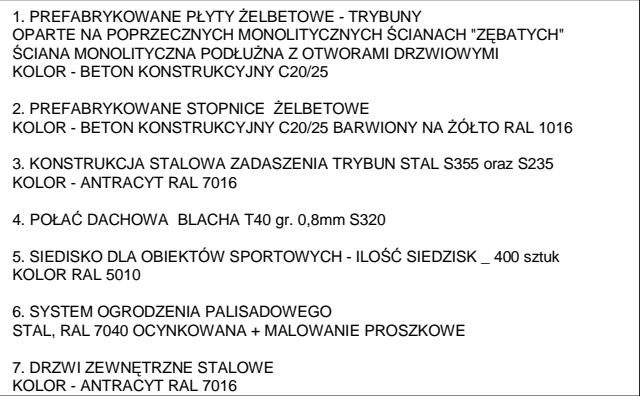 1. PREFABRYKOWANE PŁYTY ŻELBETOWE - TRYBUNY
OPARTE NA POPRZECZNYCH MONOLITYCZNYCH ŚCIANACH "ZĘBATYCH"
ŚCIANA MONOLITYCZNA PODŁUŻNA Z OTWORAMI DRZWIOWYMI
KOLOR - BETON KONSTRUKCYJNY C20/25
2. PREFABRYKOWANE STOPNICE ŻELBETOWE
KOLOR - BETON KONSTRUKCYJNY C20/25 BARWIONY NA ŻÓŁTO RAL 1016
3. KONSTRUKCJA STALOWA ZADASZENIA TRYBUN STAL S355 oraz S235
KOLOR - ANTRACYT RAL 7016
4. POŁAĆ DACHOWA BLACHA T40 gr. 0,8mm S320
5. SIEDISKO DLA OBIEKTÓW SPORTOWYCH - ILOŚĆ SIEDZISK _ 400 sztuk
KOLOR RAL 5010
6. SYSTEM OGRODZENIA PALISADOWEGO
STAL, RAL 7040 OCYNKOWANA + MALOWANIE PROSZKOWE
7. DRZWI ZEWNĘTRZNE STALOWE
KOLOR - ANTRACYT RAL 7016